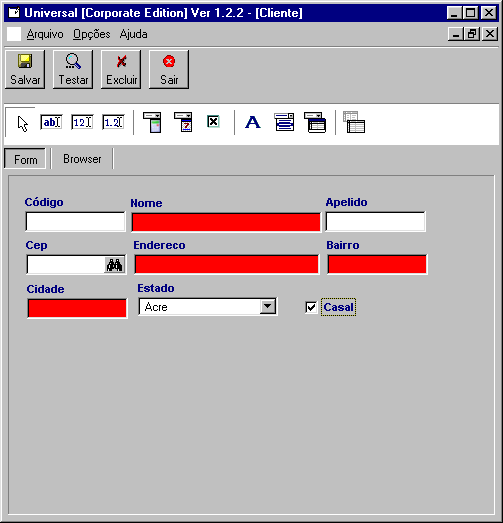 Universal [Corporate Edition] Ver 1.2.2 - [Cliente]
Arquivo Opções Ajuda
Salvar Testar Excluir Sair
ab 12 1.2 7 A
Form Browser
Código Nome Apelido
Cep Endereco Bairro
Cidade Estado
Acre Casal